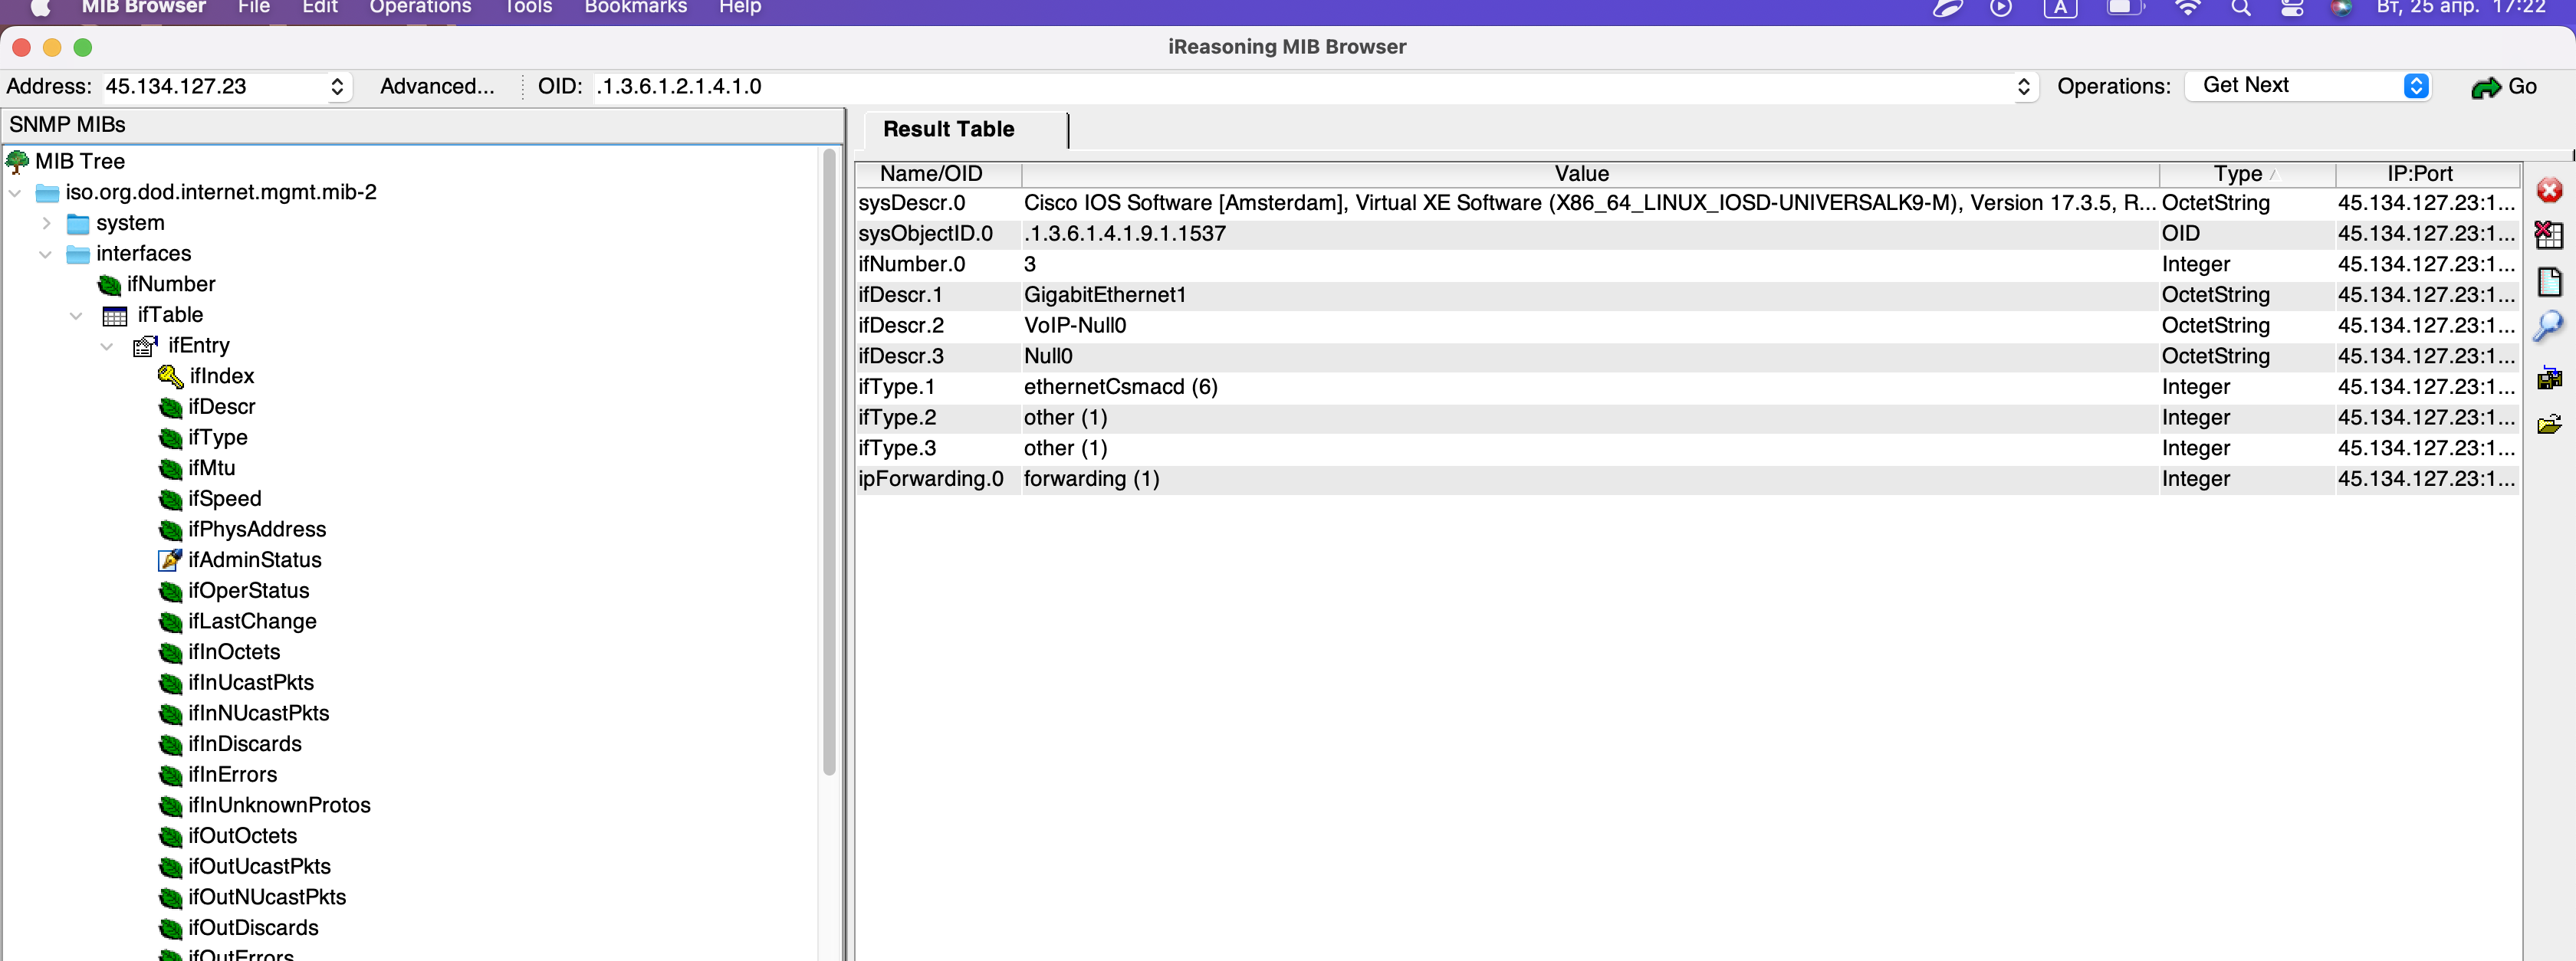 MIB Browser File Edit Operations Tools Bookmarks Help A Вт, 25 апр. 17:22
iReasoning MIB Browser
Address: 45.134.127.23 Advanced... OID: .1.3.6.1.2.1.4.1.0 Operations: Get Next Go
SNMP MIBs
MIB Tree
iso.org.dod.internet.mgmt.mib-2
system
interfaces
ifNumber
ifTable
ifEntry
ifIndex
ifDescr
ifType
ifMtu
ifSpeed
ifPhysAddress
ifAdminStatus
ifOperStatus
ifLastChange
ifInOctets
ifInUcastPkts
ifInNUcastPkts
ifInDiscards
ifInErrors
ifInUnknownProtos
ifOutOctets
ifOutUcastPkts
ifOutNUcastPkts
ifOutDiscards
ifOutErrors
Result Table
Name/OID Value Type IP:Port
sysDescr.0 Cisco IOS Software [Amsterdam], Virtual XE Software (X86_64_LINUX_IOSD-UNIVERSALK9-M), Version 17.3.5, R... OctetString 45.134.127.23:1...
sysObjectID.0 .1.3.6.1.4.1.9.1.1537 OID 45.134.127.23:1...
ifNumber.0 3 Integer 45.134.127.23:1...
ifDescr.1 GigabitEthernet1 OctetString 45.134.127.23:1...
ifDescr.2 VoIP-Null0 OctetString 45.134.127.23:1...
ifDescr.3 Null0 OctetString 45.134.127.23:1...
ifType.1 ethernetCsmacd (6) Integer 45.134.127.23:1...
ifType.2 other (1) Integer 45.134.127.23:1...
ifType.3 other (1) Integer 45.134.127.23:1...
ipForwarding.0 forwarding (1) Integer 45.134.127.23:1...